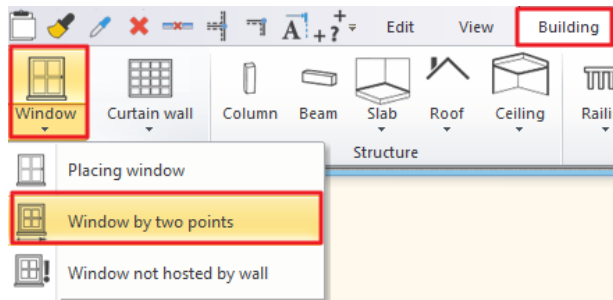 Edit View Building
Window Curtain wall Column Beam Slab Roof Ceiling
Structure
Placing window
Window by two points
Window not hosted by wall